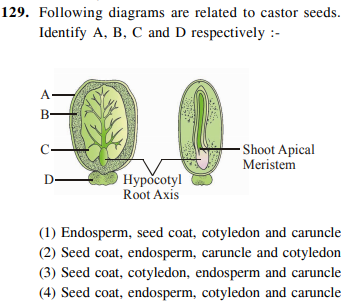 129. Following diagrams are related to castor seeds.
Identify A, B, C and D respectively :-
A
B
C
D
Hypocotyl
Root Axis
Shoot Apical
Meristem
(1) Endosperm, seed coat, cotyledon and caruncle
(2) Seed coat, endosperm, caruncle and cotyledon
(3) Seed coat, cotyledon, endosperm and caruncle
(4) Seed coat, endosperm, cotyledon and caruncle